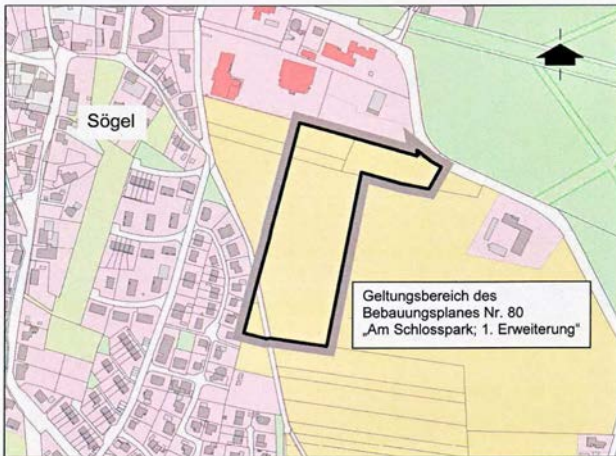 Sögel
Geltungsbereich des
Bebauungsplanes Nr. 80
„Am Schlosspark; 1. Erweiterung“